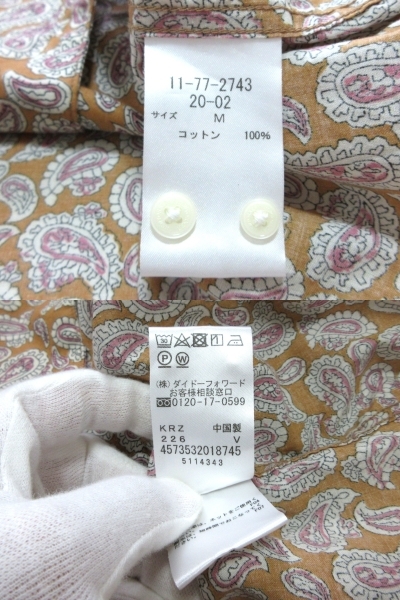 11-77-2743
20-02
サイズ M
コットン 100%
30
P W
(株)ダイドーフォワード
お客様相談窓口
0120-17-0599
KRZ 中国製
226 V
4573532018745
5114343